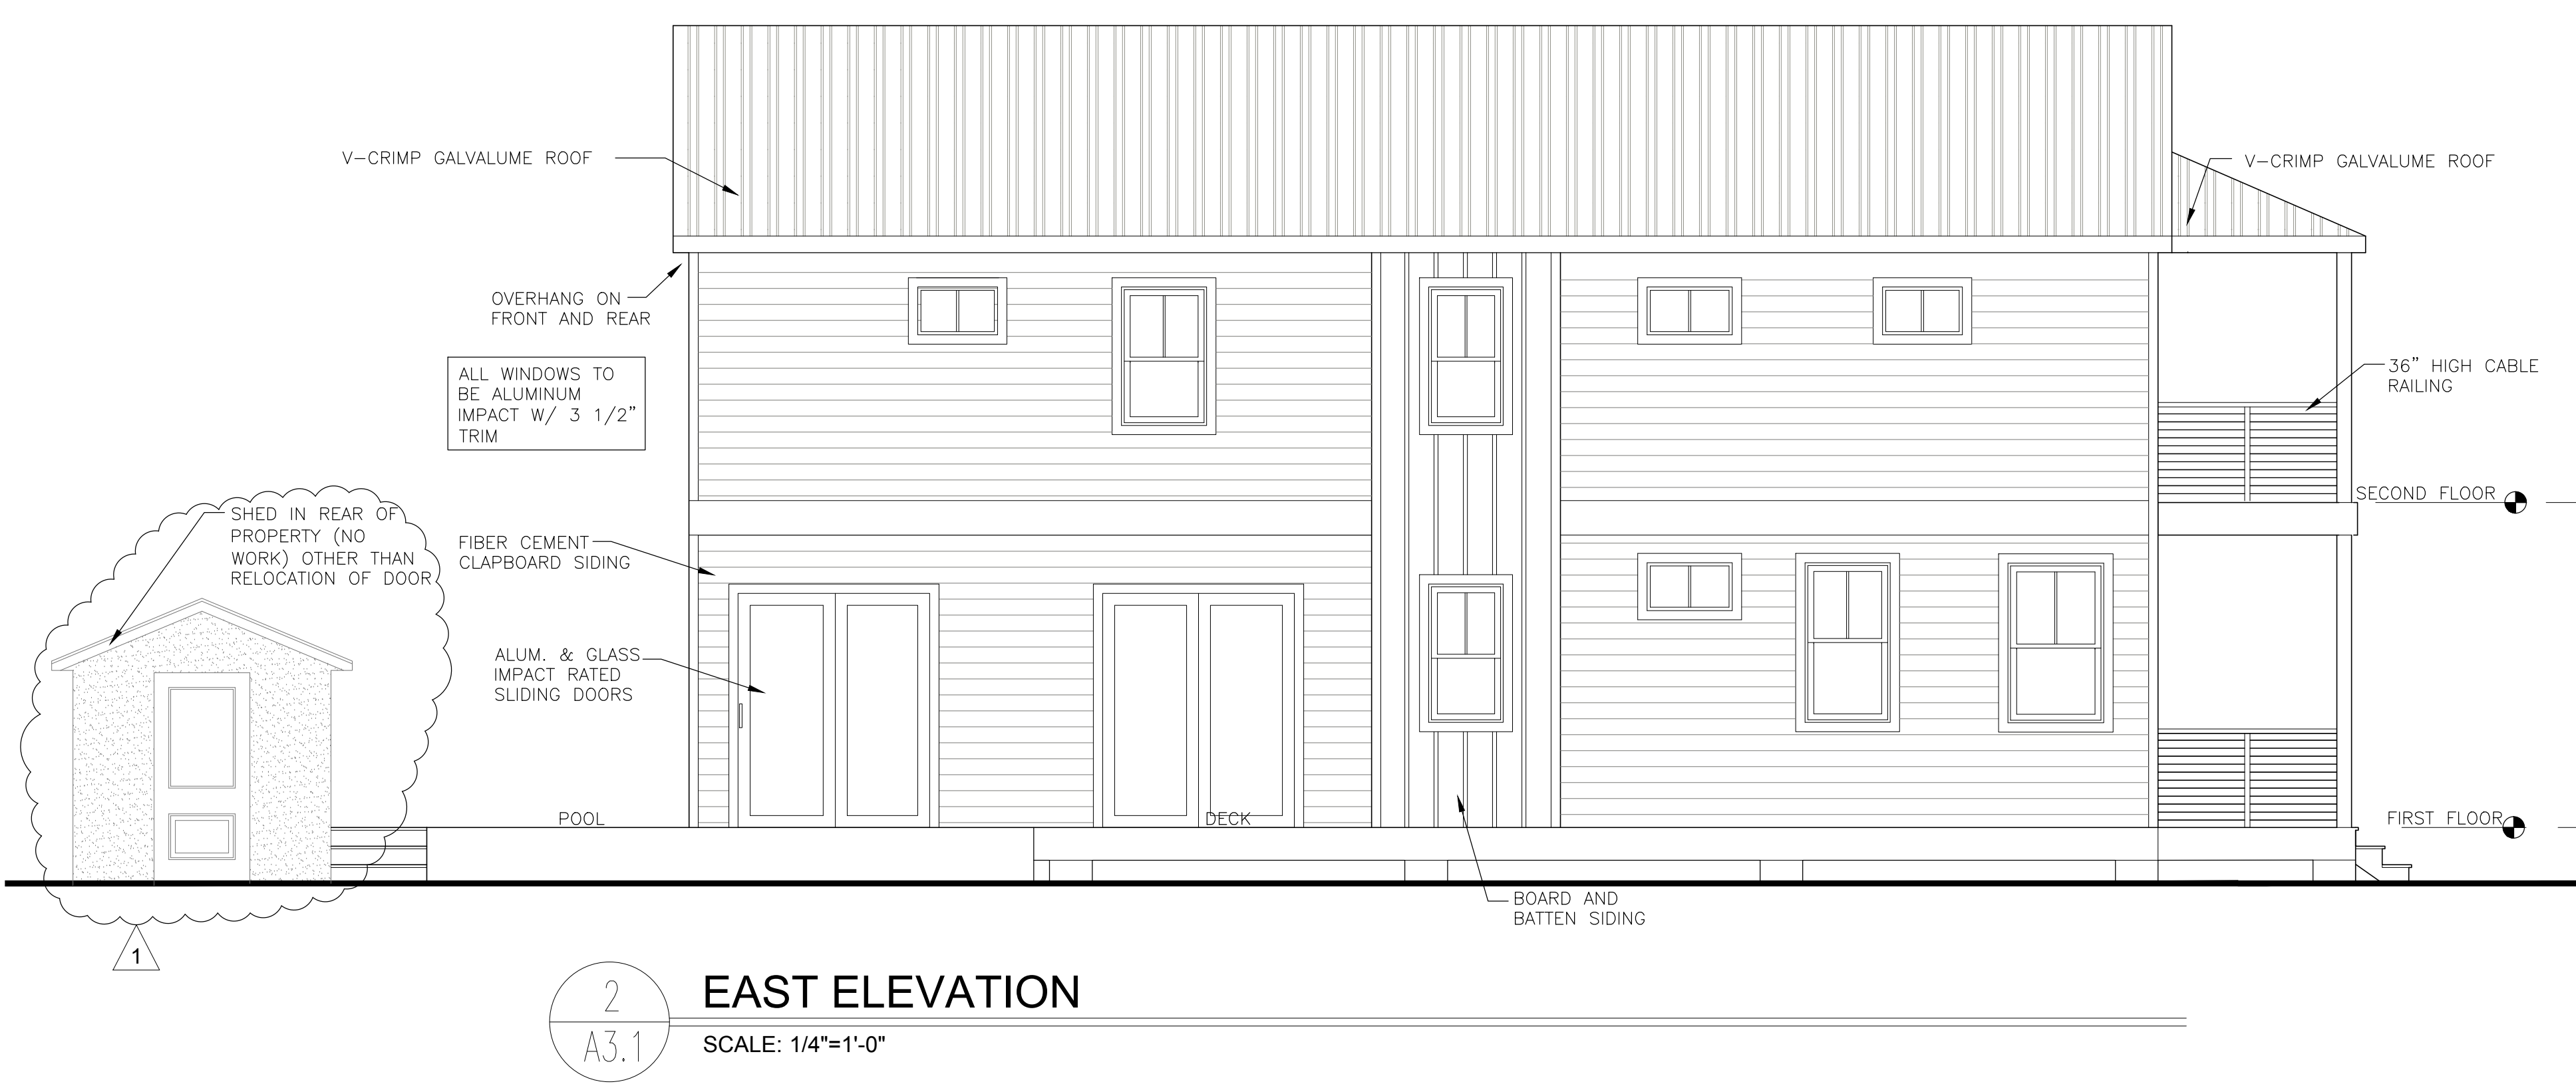 V-CRIMP GALVALUME ROOF
V-CRIMP GALVALUME ROOF
OVERHANG ON
FRONT AND REAR
ALL WINDOWS TO
BE ALUMINUM
IMPACT W/ 3 1/2"
TRIM
36" HIGH CABLE
RAILING
SECOND FLOOR
SHED IN REAR OF
PROPERTY (NO
WORK) OTHER THAN
RELOCATION OF DOOR
FIBER CEMENT
CLAPBOARD SIDING
ALUM. & GLASS
IMPACT RATED
SLIDING DOORS
POOL
DECK
FIRST FLOOR
BOARD AND
BATTEN SIDING
1
2
A3.1
EAST ELEVATION
SCALE: 1/4"=1'-0"